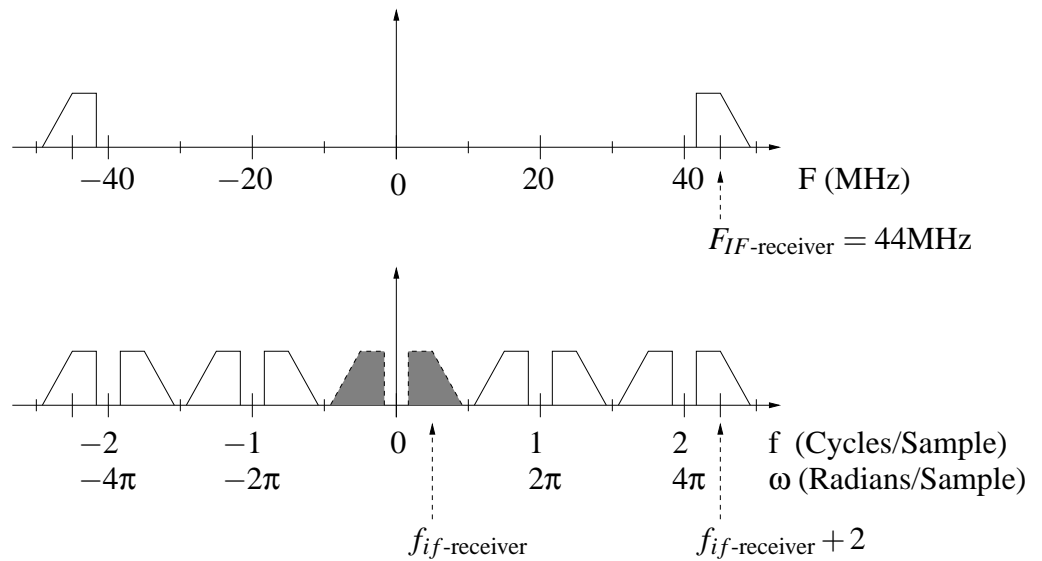 −40 −20 0 20 40 F (MHz)
F_IF-receiver = 44MHz
−2 −1 0 1 2 f (Cycles/Sample)
−4π −2π 2π 4π ω (Radians/Sample)
f_if-receiver f_if-receiver + 2